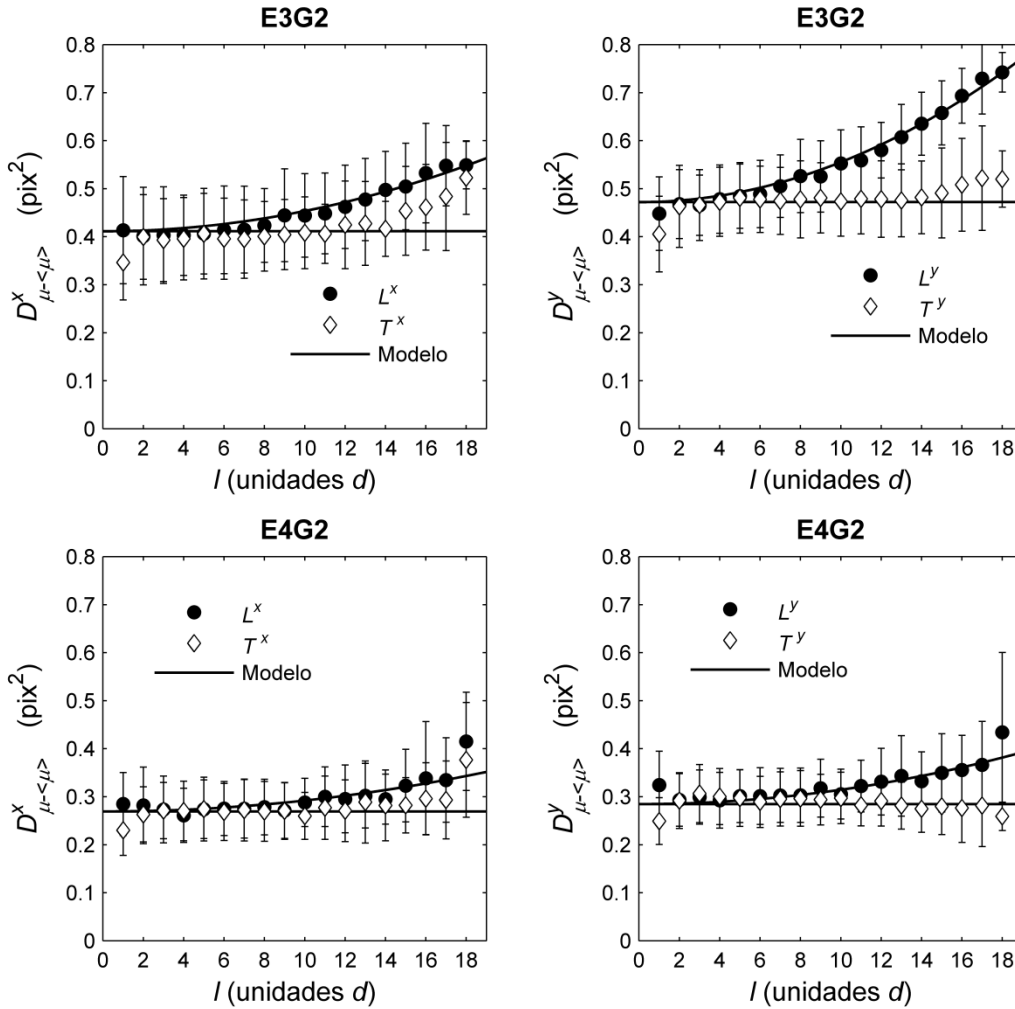 E3G2
0.8
0.7
0.6
0.5
0.4
0.3
0.2
0.1
0
D^x_{μ-<μ>} (pix²)
L^x
T^x
Modelo
0 2 4 6 8 10 12 14 16 18
l (unidades d)
E3G2
0.8
0.7
0.6
0.5
0.4
0.3
0.2
0.1
0
D^y_{μ-<μ>} (pix²)
L^y
T^y
Modelo
0 2 4 6 8 10 12 14 16 18
l (unidades d)
E4G2
0.8
0.7
0.6
0.5
0.4
0.3
0.2
0.1
0
D^x_{μ-<μ>} (pix²)
L^x
T^x
Modelo
0 2 4 6 8 10 12 14 16 18
l (unidades d)
E4G2
0.8
0.7
0.6
0.5
0.4
0.3
0.2
0.1
0
D^y_{μ-<μ>} (pix²)
L^y
T^y
Modelo
0 2 4 6 8 10 12 14 16 18
l (unidades d)